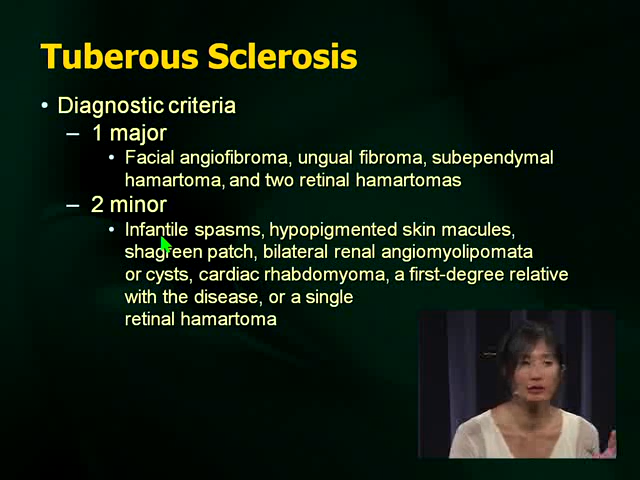 Tuberous Sclerosis
• Diagnostic criteria
– 1 major
• Facial angiofibroma, ungual fibroma, subependymal
hamartoma, and two retinal hamartomas
– 2 minor
• Infantile spasms, hypopigmented skin macules,
shagreen patch, bilateral renal angiomyolipomata
or cysts, cardiac rhabdomyoma, a first-degree relative
with the disease, or a single
retinal hamartoma